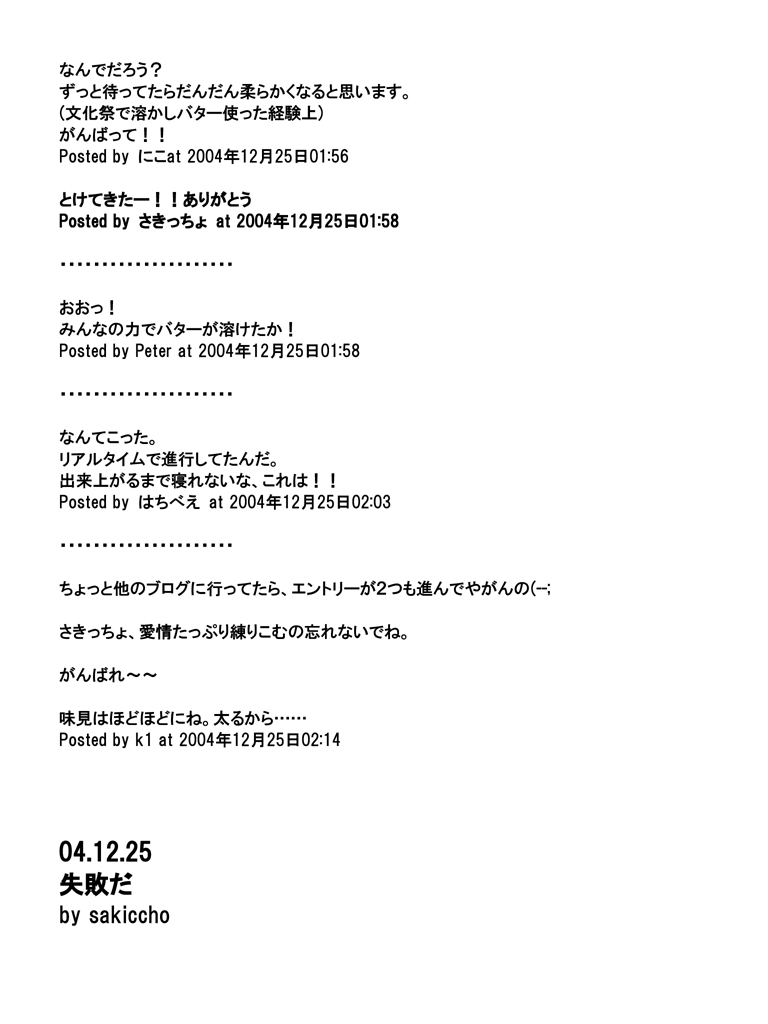 なんでだろう？
ずっと待ってたらだんだん柔らかくなると思います。
(文化祭で溶かしバター使った経験上)
がんばって！！
Posted by にこat 2004年12月25日01:56
とけてきたー！！ありがとう
Posted by さきっちょ at 2004年12月25日01:58
・・・・・・・・・・・・・・・・・・・・・
おおっ！
みんなの力でバターが溶けたか！
Posted by Peter at 2004年12月25日01:58
・・・・・・・・・・・・・・・・・・・・・
なんてこった。
リアルタイムで進行してたんだ。
出来上がるまで寝れないな、これは！！
Posted by はちべえ at 2004年12月25日02:03
・・・・・・・・・・・・・・・・・・・・・
ちょっと他のブログに行ってたら、エントリーが２つも進んでやがんの(--;
さきっちょ、愛情たっぷり練りこむの忘れないでね。
がんばれ～～
味見はほどほどにね。太るから……
Posted by k1 at 2004年12月25日02:14
04.12.25
失敗だ
by sakiccho